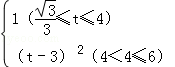 1 (√3/3≤t≤4)
(t-3) ² (4<4≤6)